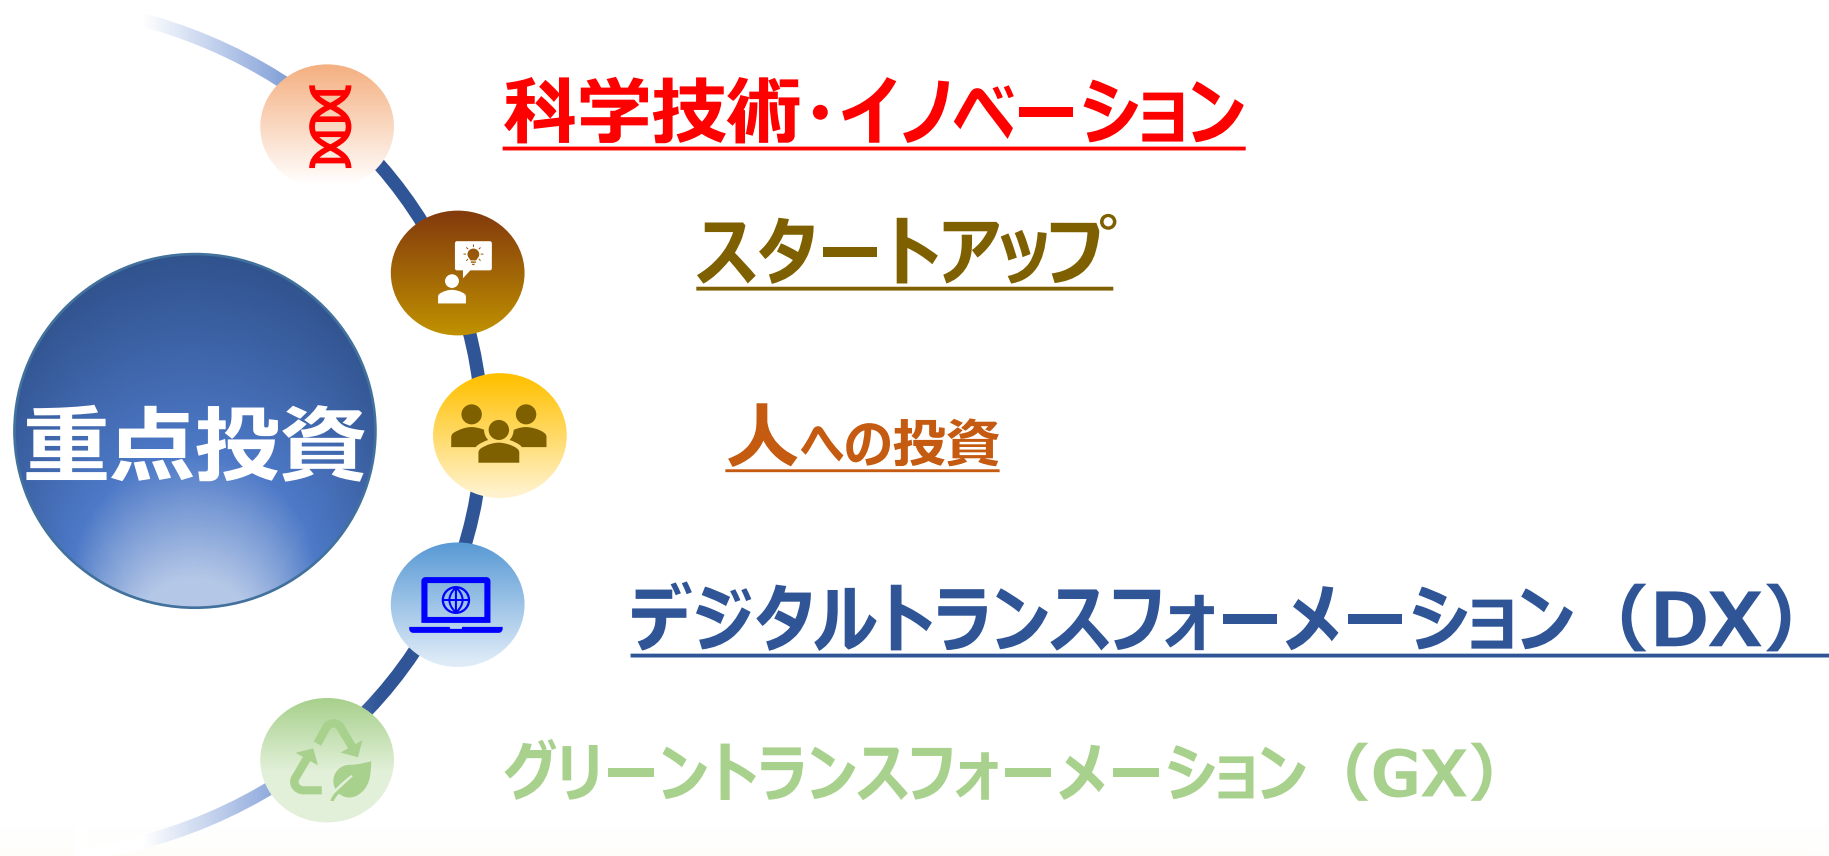 重点投資
科学技術・イノベーション
スタートアップ
人への投資
デジタルトランスフォーメーション（DX）
グリーントランスフォーメーション（GX）